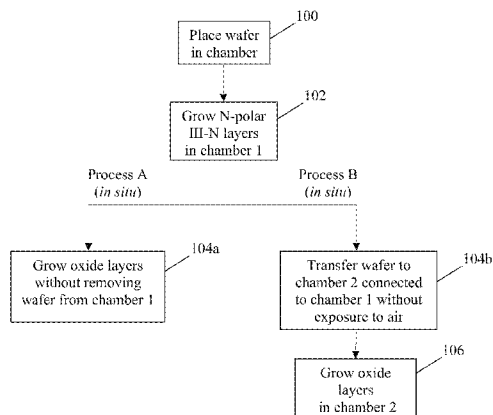 100
Place wafer
in chamber
102
Grow N-polar
III-N layers
in chamber 1
Process A
(in situ)
Process B
(in situ)
104a
Grow oxide layers
without removing
wafer from chamber 1
104b
Transfer wafer to
chamber 2 connected
to chamber 1 without
exposure to air
106
Grow oxide
layers
in chamber 2